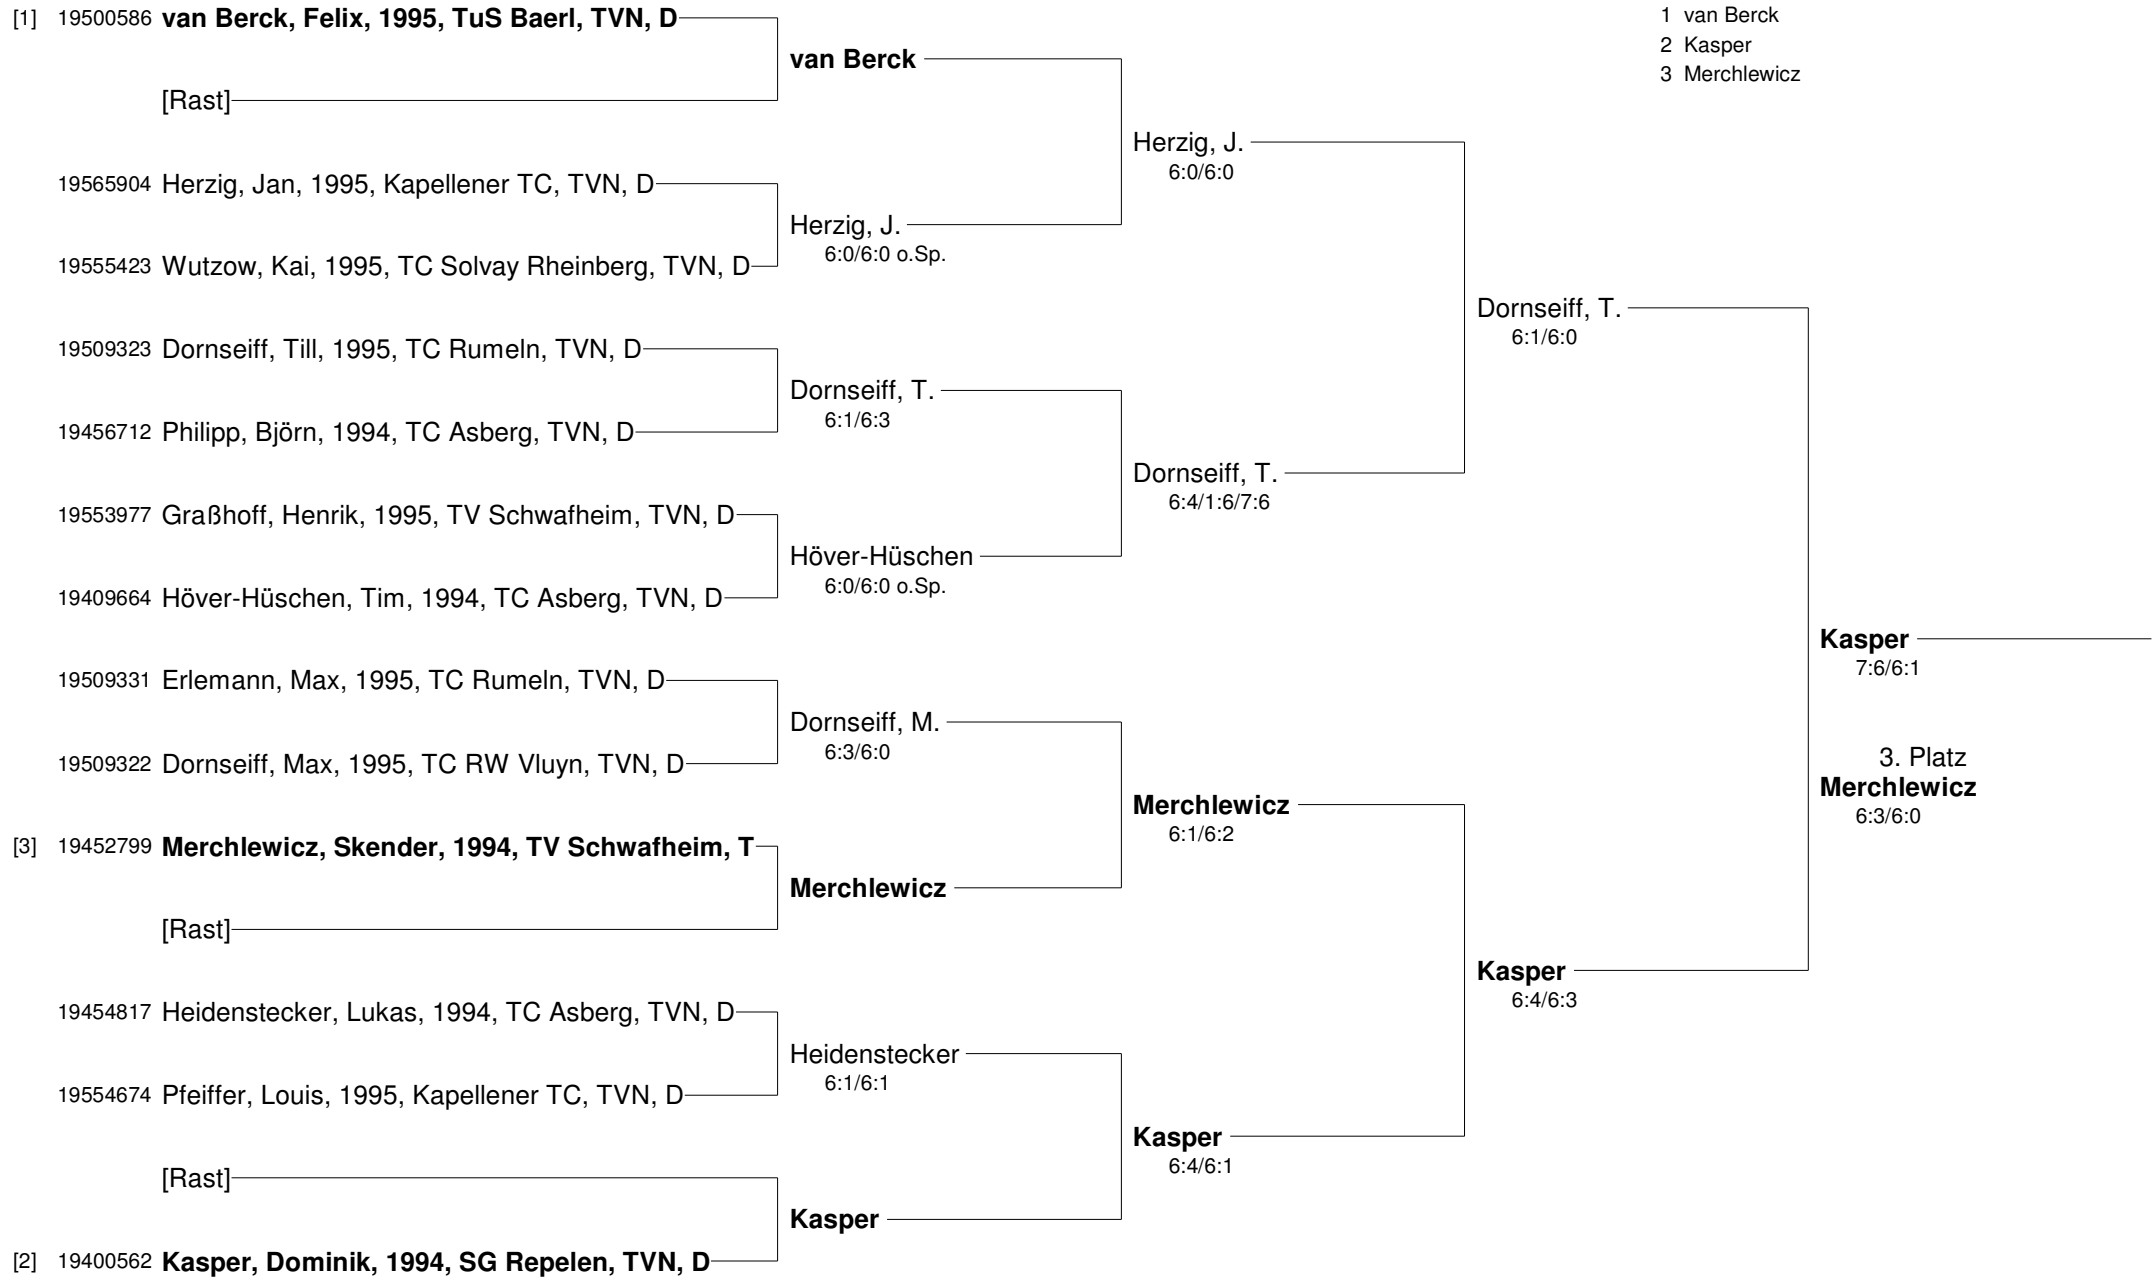 [1] 19500586 van Berck, Felix, 1995, TuS Baerl, TVN, D
[Rast]
19565904 Herzig, Jan, 1995, Kapellener TC, TVN, D
19555423 Wutzow, Kai, 1995, TC Solvay Rheinberg, TVN, D
19509323 Dornseiff, Till, 1995, TC Rumeln, TVN, D
19456712 Philipp, Björn, 1994, TC Asberg, TVN, D
19553977 Graßhoff, Henrik, 1995, TV Schwafheim, TVN, D
19409664 Höver-Hüschen, Tim, 1994, TC Asberg, TVN, D
19509331 Erlemann, Max, 1995, TC Rumeln, TVN, D
19509322 Dornseiff, Max, 1995, TC RW Vluyn, TVN, D
[3] 19452799 Merchlewicz, Skender, 1994, TV Schwafheim, T
[Rast]
19454817 Heidenstecker, Lukas, 1994, TC Asberg, TVN, D
19554674 Pfeiffer, Louis, 1995, Kapellener TC, TVN, D
[Rast]
[2] 19400562 Kasper, Dominik, 1994, SG Repelen, TVN, D
van Berck
Herzig, J.
6:0/6:0 o.Sp.
Dornseiff, T.
6:1/6:3
Höver-Hüschen
6:0/6:0 o.Sp.
Dornseiff, M.
6:3/6:0
Merchlewicz
Heidenstecker
6:1/6:1
Kasper
Herzig, J.
6:0/6:0
Dornseiff, T.
6:4/1:6/7:6
Merchlewicz
6:1/6:2
Kasper
6:4/6:1
Dornseiff, T.
6:1/6:0
Kasper
6:4/6:3
Kasper
7:6/6:1
3. Platz
Merchlewicz
6:3/6:0
1 van Berck
2 Kasper
3 Merchlewicz